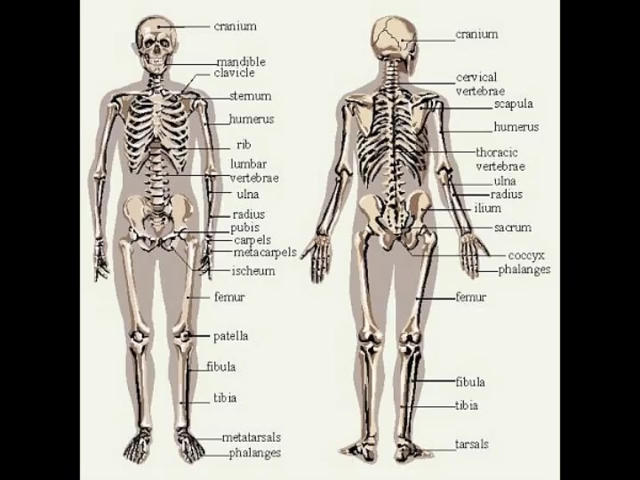 cranium
mandible
clavicle
sternum
humerus
rib
lumbar
vertebrae
ulna
radius
pubis
carpels
metacarpels
ischeum
femur
patella
fibula
tibia
metatarsals
phalanges
cranium
cervical
vertebrae
scapula
humerus
thoracic
vertebrae
ulna
radius
ilium
sacrum
coccyx
phalanges
femur
fibula
tibia
tarsals